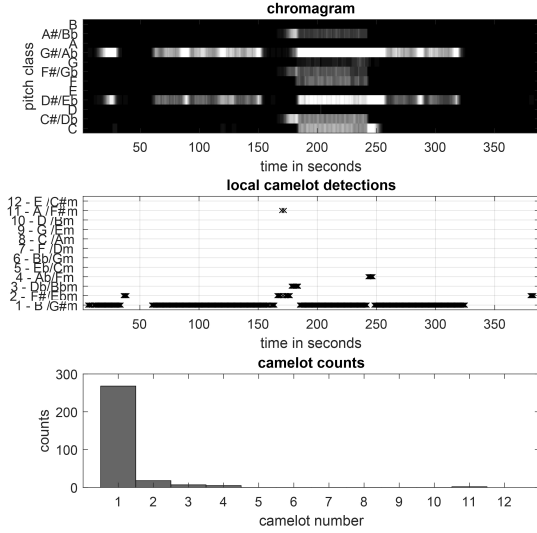 chromagram
pitch class
B
A#/Bb
A
G#/Ab
G
F#/Gb
F
E
D#/Eb
D
C#/Db
C
50 100 150 200 250 300 350
time in seconds
local camelot detections
12 - E /C#m
11 - A /F#m
10 - D /Bm
9 - G /Em
8 - C /Am
7 - F /Dm
6 - Bb/Gm
5 - Eb/Cm
4 - Ab/Fm
3 - Db/Bbm
2 - F#/Ebm
1 - B /G#m
50 100 150 200 250 300 350
time in seconds
camelot counts
counts
300
200
100
0
1 2 3 4 5 6 7 8 9 10 11 12
camelot number